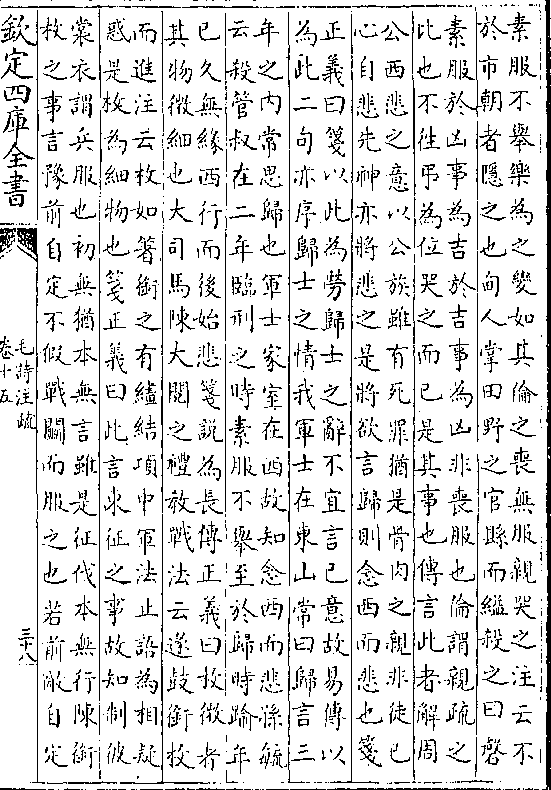 素服不舉樂為之變如其倫之喪無服親哭之注云不
於市朝者隱之也甸人掌田野之官縣而縊殺之曰磬
素服於凶事為吉於吉事為凶非喪服也倫謂親疏之
比也不徃弔為位哭之而已是其事也傳言此者解周
公西悲之意以公族雖有死罪猶是骨肉之親非徒已
心自悲先神亦將悲之是將欲言歸則念西而悲也箋
正義曰箋以此為勞歸士之辭不宜言已意故易傳以
為此二句亦序歸士之情我軍士在東山常曰歸言三
年之内常思歸也軍士家室在西故知念西而悲孫毓
云殺管叔在二年臨刑之時素服不舉至於歸時踰年
已久無緣西行而後始悲箋說為長傳正義曰枚微者
其物微細也大司馬陳大閱之禮教戰法云遂鼓銜枚
而進注云枚如箸銜之有繣結項中軍法止語為相疑
惑是枚為細物也箋正義曰此言求征之事故知制彼
裳衣謂兵服也初無猶本無言雖是征伐本無行陳銜
枚之事言豫前自定不假戰鬭而服之也若前敵自定
欽定四庫全書
毛詩注疏
卷十五
三十八